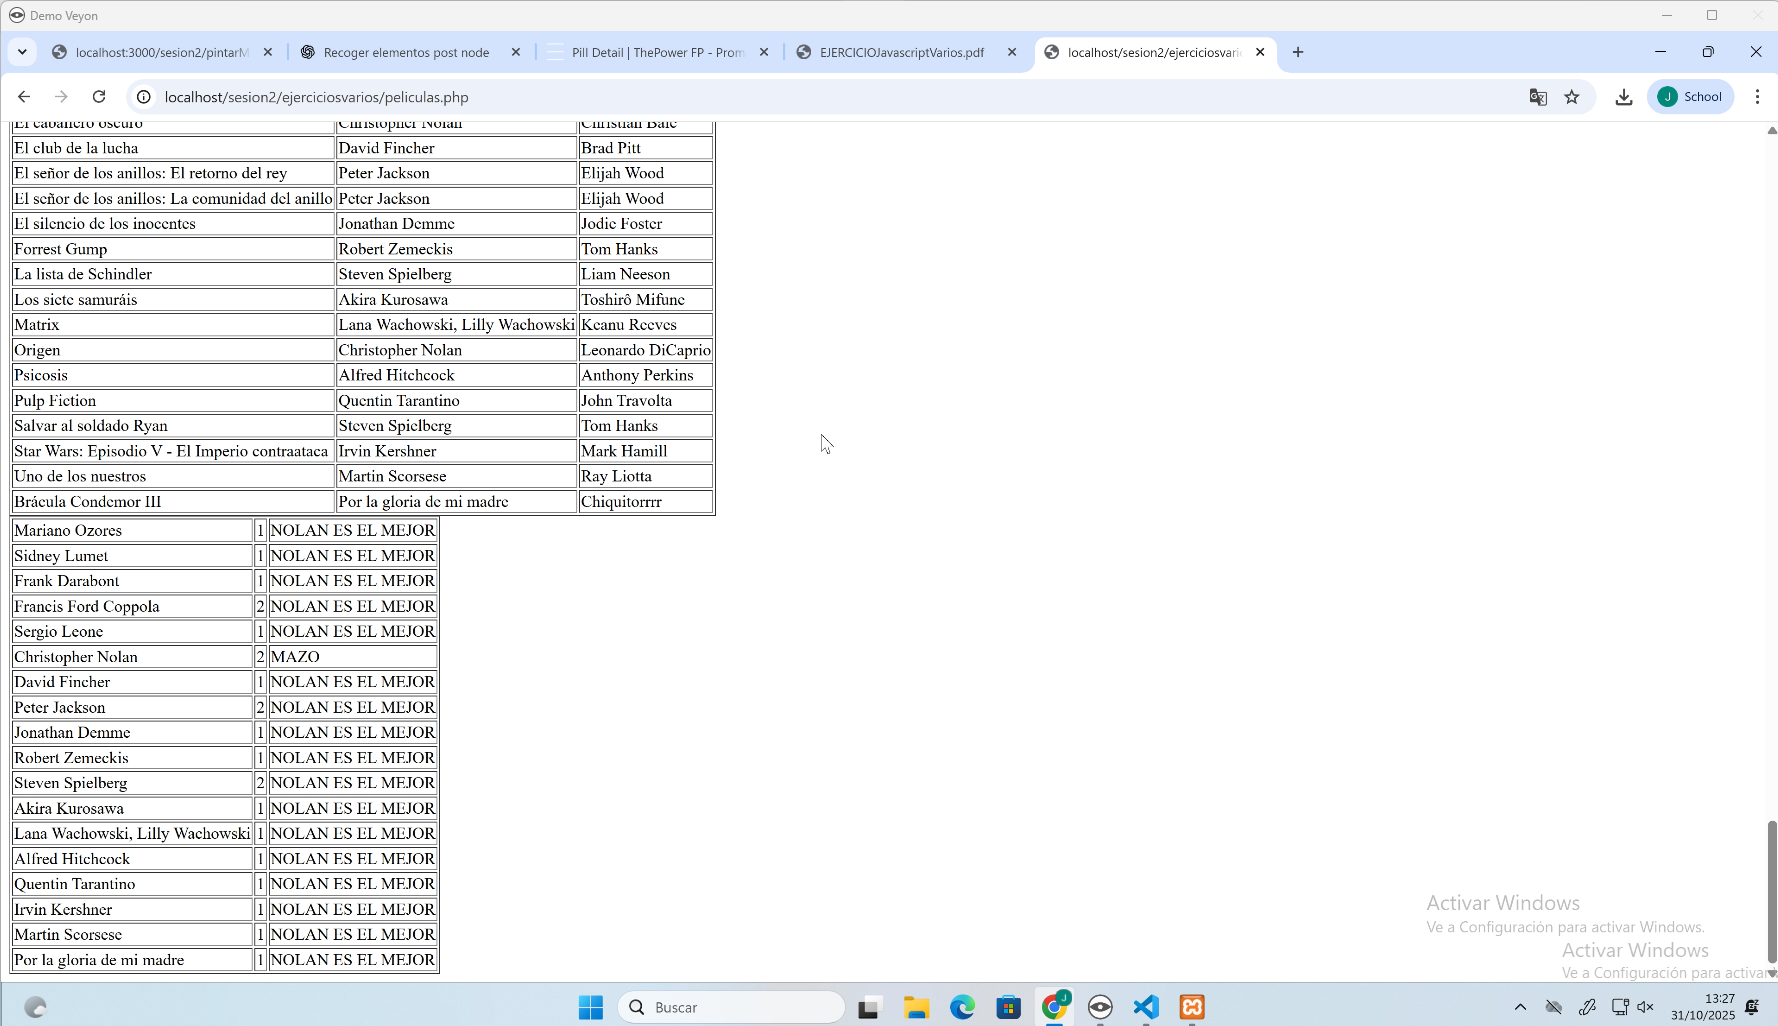 Demo Veyon
localhost:3000/sesion2/pintarM
Recoger elementos post node
Pill Detail | ThePower FP - Prom
EJERCICIOJavascriptVarios.pdf
localhost/sesion2/ejerciciosvari
localhost/sesion2/ejerciciosvarios/peliculas.php
J School
El caballero oscuro Christopher Nolan Christian Bale
El club de la lucha David Fincher Brad Pitt
El señor de los anillos: El retorno del rey Peter Jackson Elijah Wood
El señor de los anillos: La comunidad del anillo Peter Jackson Elijah Wood
El silencio de los inocentes Jonathan Demme Jodie Foster
Forrest Gump Robert Zemeckis Tom Hanks
La lista de Schindler Steven Spielberg Liam Neeson
Los siete samuráis Akira Kurosawa Toshirô Mifune
Matrix Lana Wachowski, Lilly Wachowski Keanu Reeves
Origen Christopher Nolan Leonardo DiCaprio
Psicosis Alfred Hitchcock Anthony Perkins
Pulp Fiction Quentin Tarantino John Travolta
Salvar al soldado Ryan Steven Spielberg Tom Hanks
Star Wars: Episodio V - El Imperio contraataca Irvin Kershner Mark Hamill
Uno de los nuestros Martin Scorsese Ray Liotta
Brácula Condemor III Por la gloria de mi madre Chiquitorrrr
Mariano Ozores 1 NOLAN ES EL MEJOR
Sidney Lumet 1 NOLAN ES EL MEJOR
Frank Darabont 1 NOLAN ES EL MEJOR
Francis Ford Coppola 2 NOLAN ES EL MEJOR
Sergio Leone 1 NOLAN ES EL MEJOR
Christopher Nolan 2 MAZO
David Fincher 1 NOLAN ES EL MEJOR
Peter Jackson 2 NOLAN ES EL MEJOR
Jonathan Demme 1 NOLAN ES EL MEJOR
Robert Zemeckis 1 NOLAN ES EL MEJOR
Steven Spielberg 2 NOLAN ES EL MEJOR
Akira Kurosawa 1 NOLAN ES EL MEJOR
Lana Wachowski, Lilly Wachowski 1 NOLAN ES EL MEJOR
Alfred Hitchcock 1 NOLAN ES EL MEJOR
Quentin Tarantino 1 NOLAN ES EL MEJOR
Irvin Kershner 1 NOLAN ES EL MEJOR
Martin Scorsese 1 NOLAN ES EL MEJOR
Por la gloria de mi madre 1 NOLAN ES EL MEJOR
Activar Windows
Ve a Configuración para activar Windows.
Activar Windows
Ve a Configuración para activar
Buscar
13:27
31/10/2025